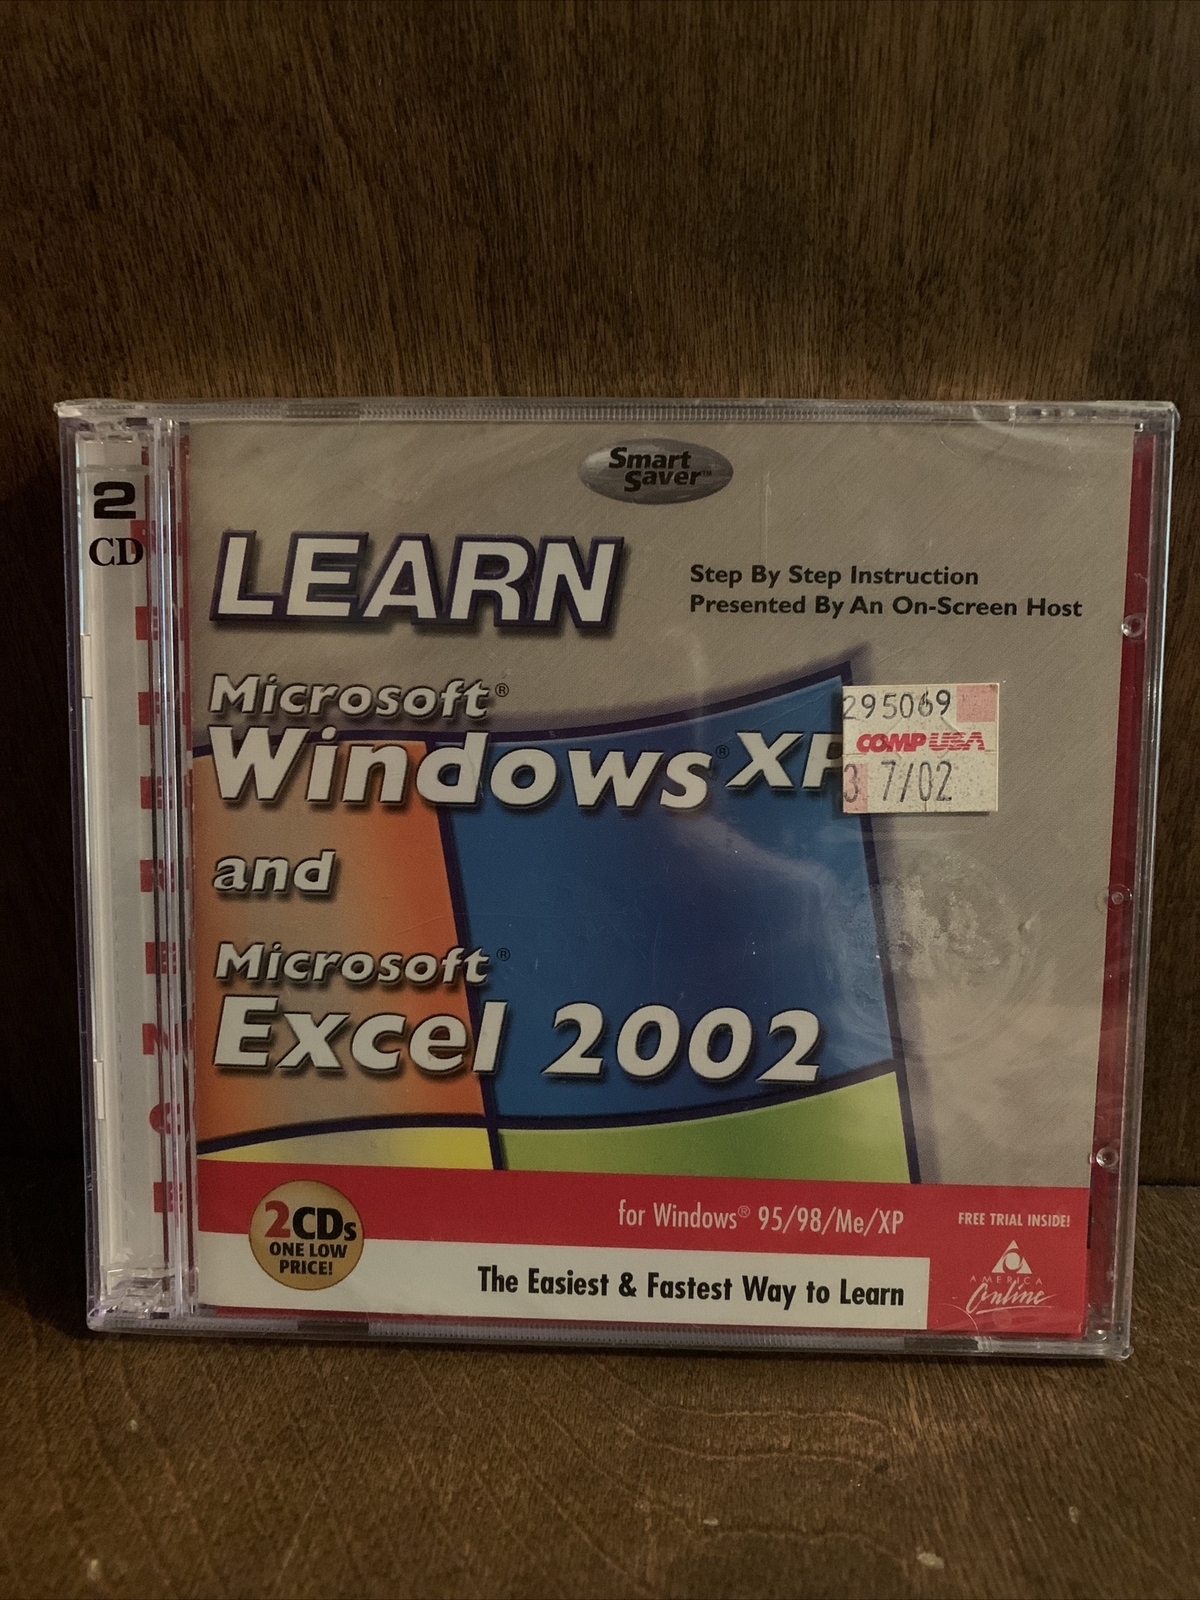 Smart
Saver™
2
CD
LEARN
Step By Step Instruction
Presented By An On-Screen Host
Microsoft®
Windows® XP
295069
COMP USA
3 7/02
and
Microsoft®
Excel 2002
2CDs
ONE LOW
PRICE!
for Windows® 95/98/Me/XP
FREE TRIAL INSIDE!
The Easiest & Fastest Way to Learn
AMERICA
Online